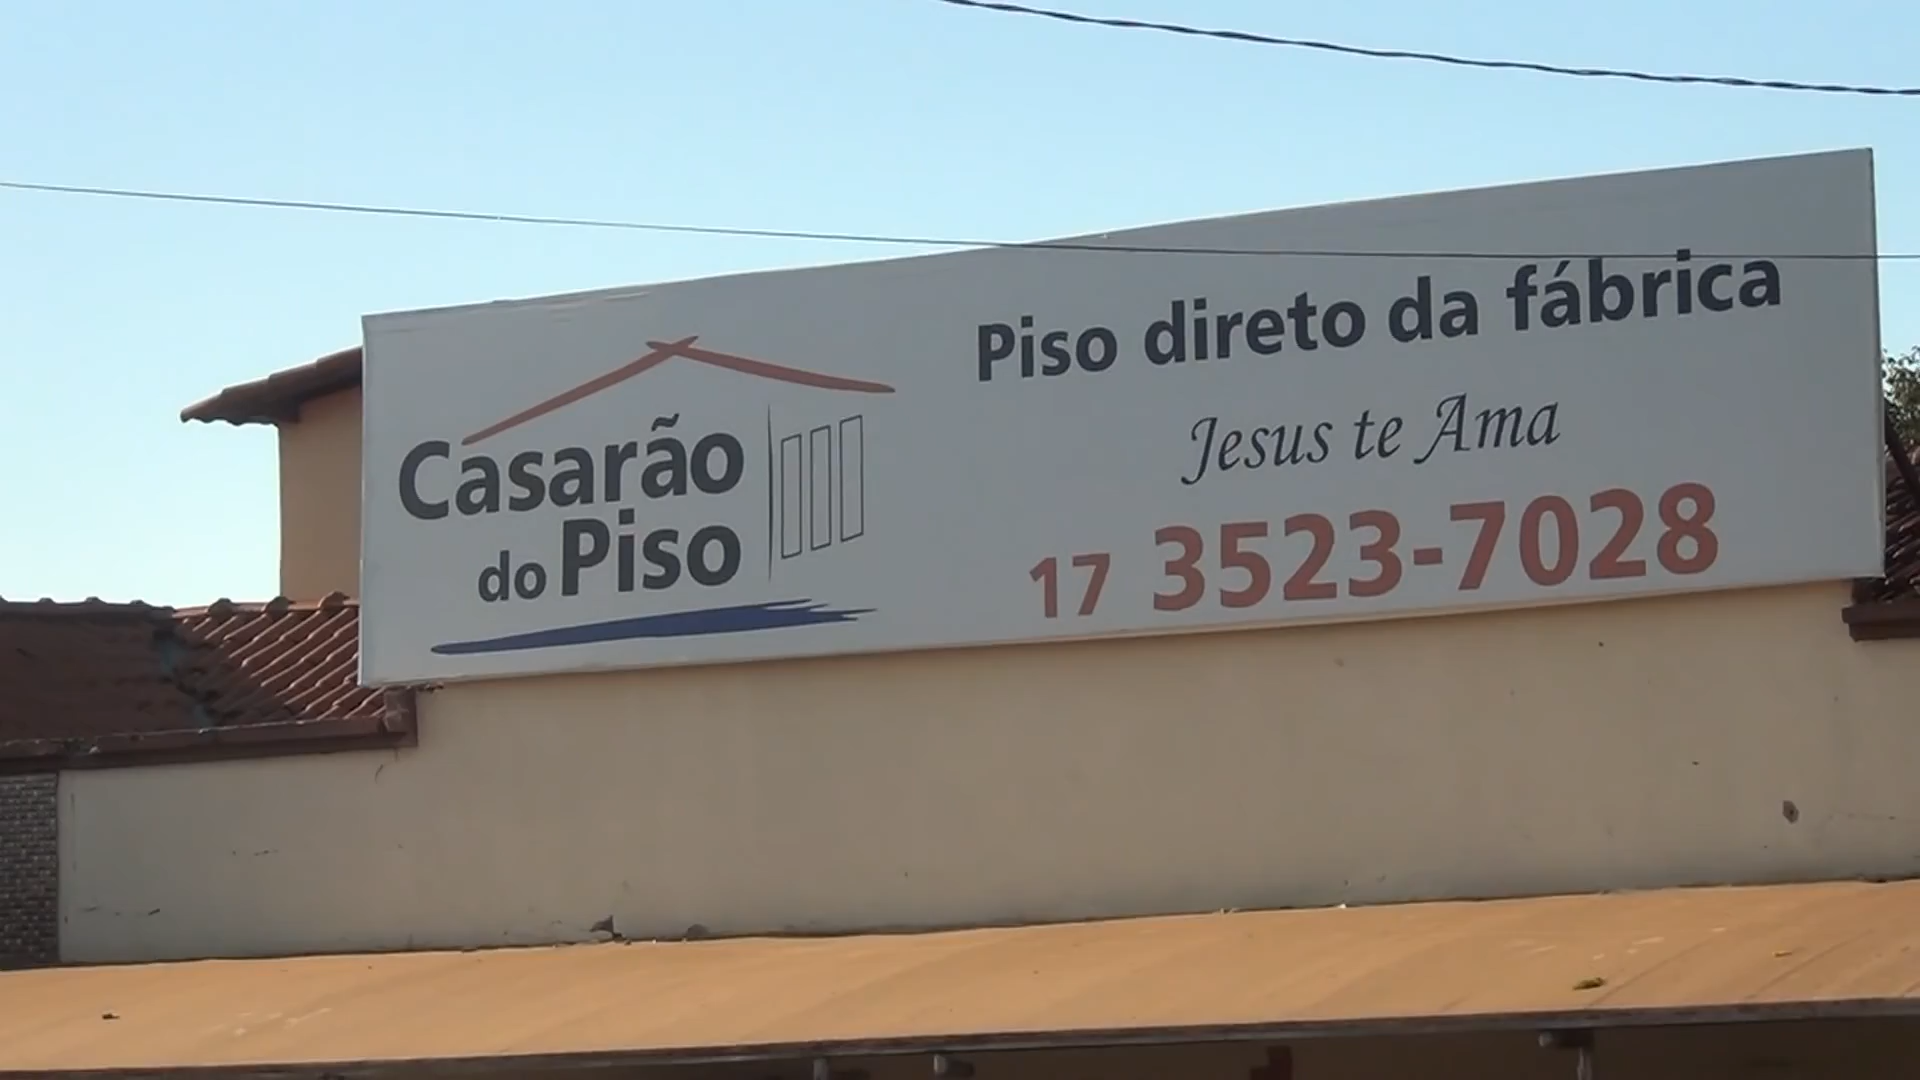 Casarão
do Piso
Piso direto da fábrica
Jesus te Ama
17 3523-7028